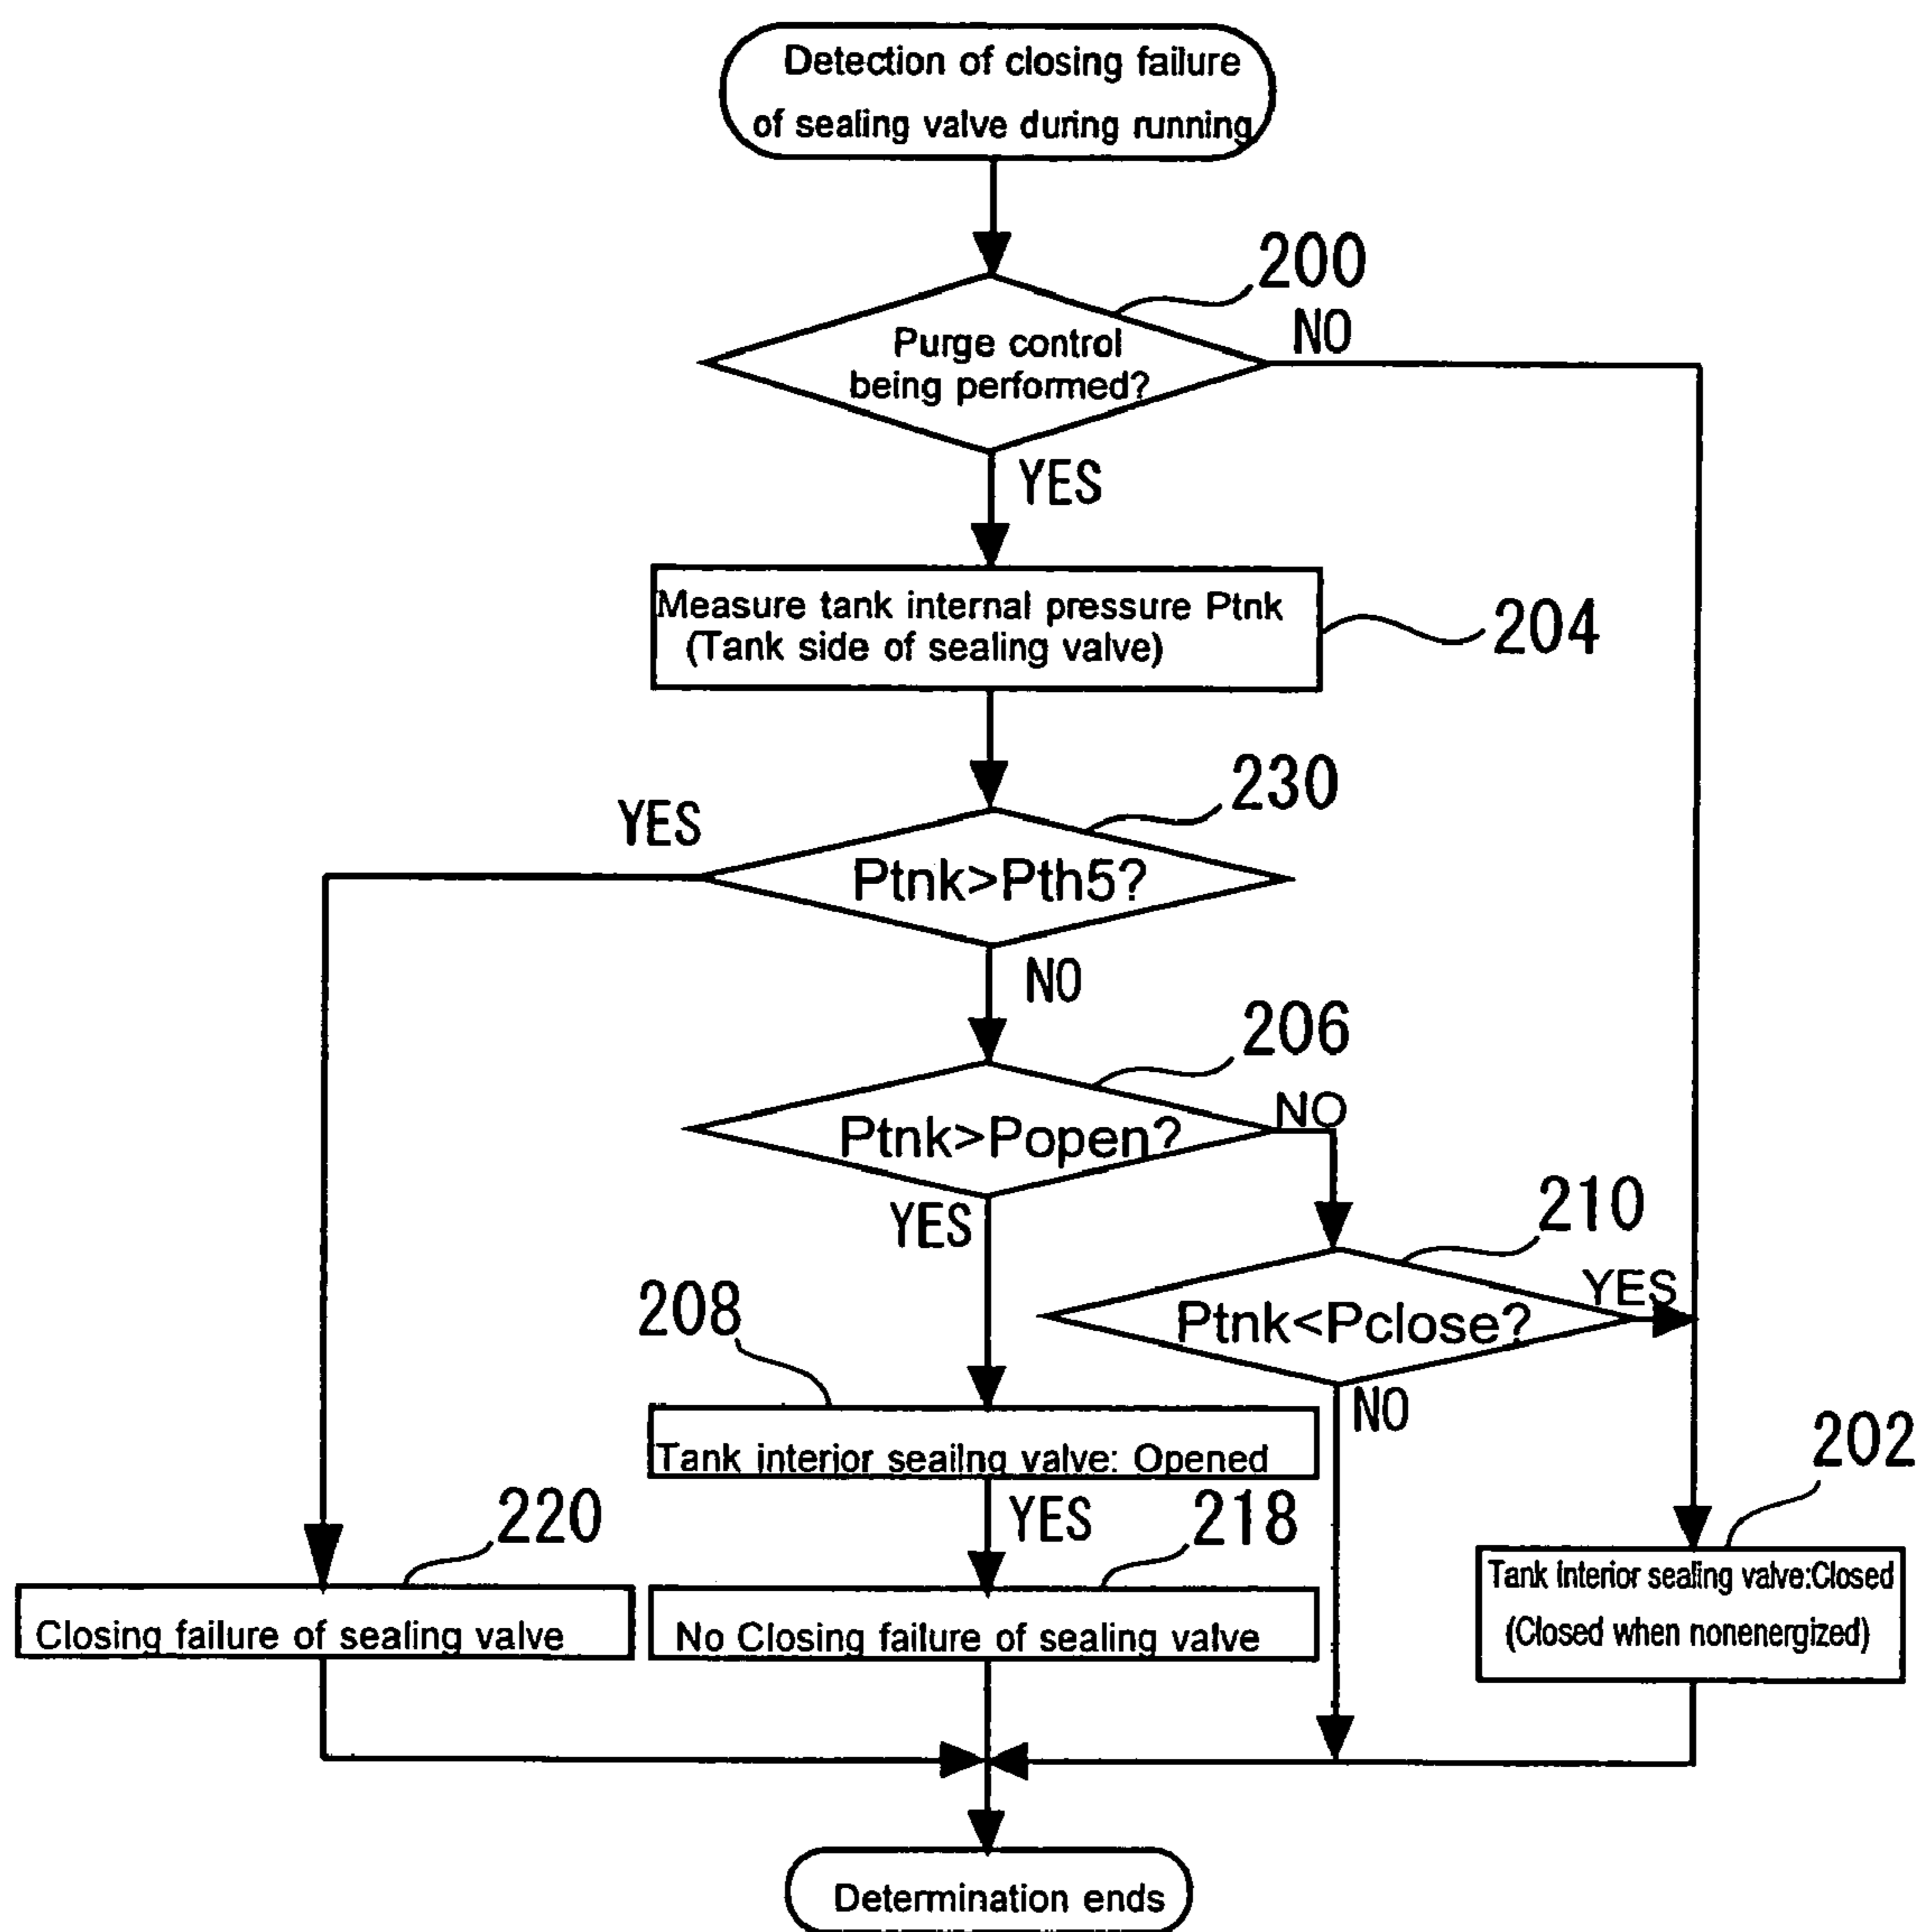 Detection of closing failure
of sealing valve during running
200
NO
Purge control
being performed?
YES
Measure tank internal pressure Ptnk
(Tank side of sealing valve)
204
230
YES
Ptnk>Pth5?
NO
206
NO
Ptnk>Popen?
210
YES
YES
Ptnk<Pclose?
208
NO
Tank interior seailng valve: Opened
202
YES
218
220
Tank interior sealing valve:Closed
(Closed when nonenergized)
Closing failure of sealing valve
No Closing failure of sealing valve
Determination ends